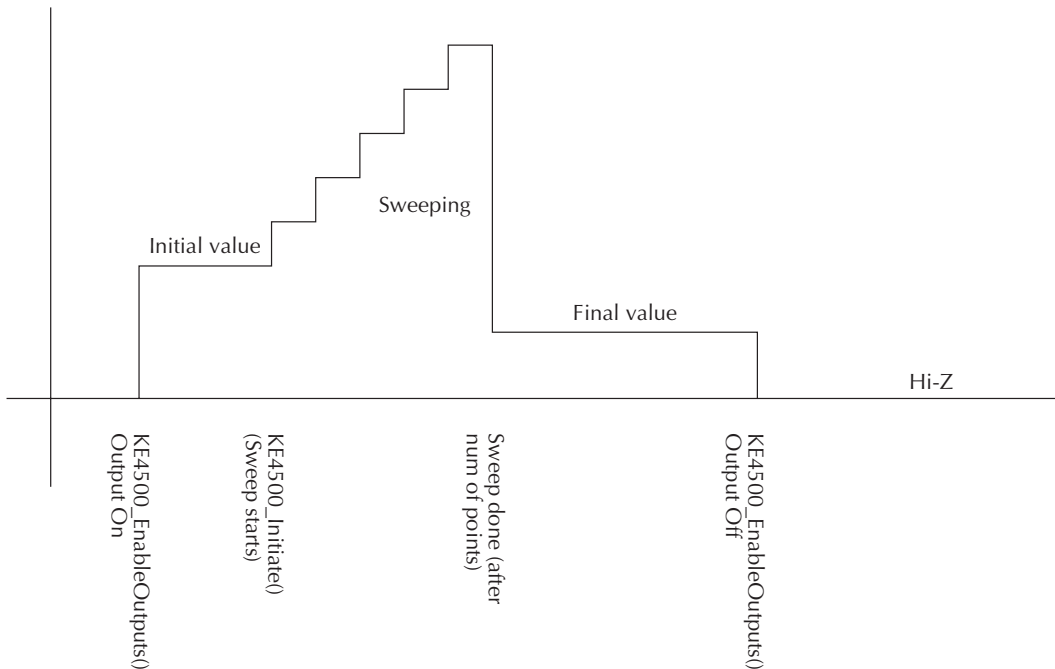 Sweeping
Initial value
Final value
Hi-Z
KE4500_EnableOutputs()
Output On
KE4500_Initiate()
(Sweep starts)
Sweep done (after
num of points)
KE4500_EnableOutputs()
Output Off